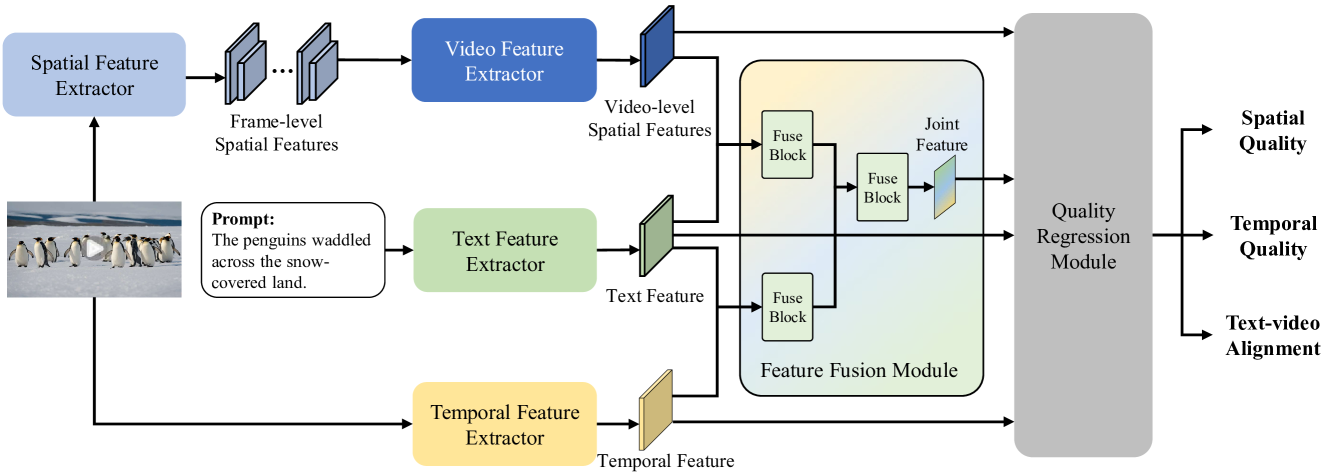 Spatial Feature
Extractor
Frame-level
Spatial Features
...
Video Feature
Extractor
Video-level
Spatial Features
Prompt:
The penguins waddled
across the snow-
covered land.
Text Feature
Extractor
Text Feature
Temporal Feature
Extractor
Temporal Feature
Fuse
Block
Fuse
Block
Fuse
Block
Joint
Feature
Feature Fusion Module
Quality
Regression
Module
Spatial
Quality
Temporal
Quality
Text-video
Alignment